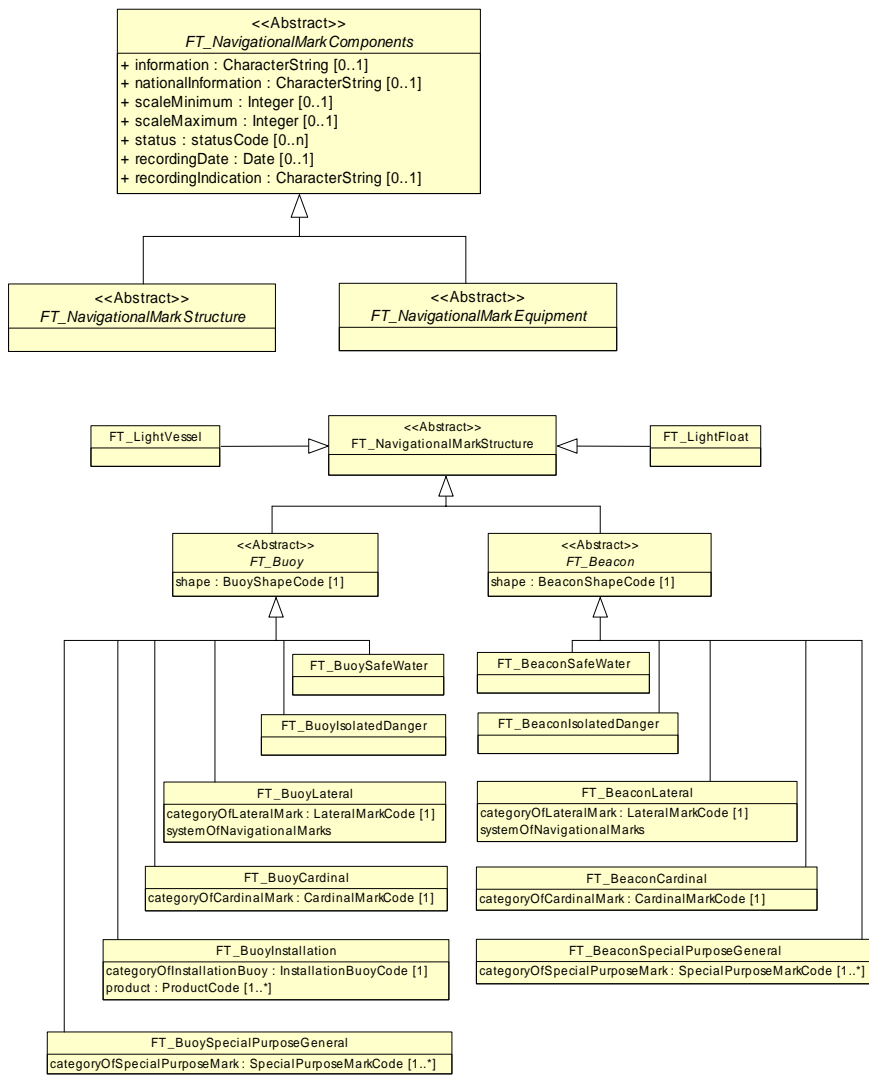 <<Abstract>>
FT_NavigationalMarkComponents
+ information : CharacterString [0..1]
+ nationalInformation : CharacterString [0..1]
+ scaleMinimum : Integer [0..1]
+ scaleMaximum : Integer [0..1]
+ status : statusCode [0..n]
+ recordingDate : Date [0..1]
+ recordingIndication : CharacterString [0..1]
<<Abstract>>
FT_NavigationalMarkStructure
<<Abstract>>
FT_NavigationalMarkEquipment
FT_LightVessel
<<Abstract>>
FT_NavigationalMarkStructure
FT_LightFloat
<<Abstract>>
FT_Buoy
shape : BuoyShapeCode [1]
<<Abstract>>
FT_Beacon
shape : BeaconShapeCode [1]
FT_BuoySafeWater
FT_BeaconSafeWater
FT_BuoyIsolatedDanger
FT_BeaconIsolatedDanger
FT_BuoyLateral
categoryOfLateralMark : LateralMarkCode [1]
systemOfNavigationalMarks
FT_BeaconLateral
categoryOfLateralMark : LateralMarkCode [1]
systemOfNavigationalMarks
FT_BuoyCardinal
categoryOfCardinalMark : CardinalMarkCode [1]
FT_BeaconCardinal
categoryOfCardinalMark : CardinalMarkCode [1]
FT_BuoyInstallation
categoryOfInstallationBuoy : InstallationBuoyCode [1]
product : ProductCode [1..*]
FT_BeaconSpecialPurposeGeneral
categoryOfSpecialPurposeMark : SpecialPurposeMarkCode [1..*]
FT_BuoySpecialPurposeGeneral
categoryOfSpecialPurposeMark : SpecialPurposeMarkCode [1..*]